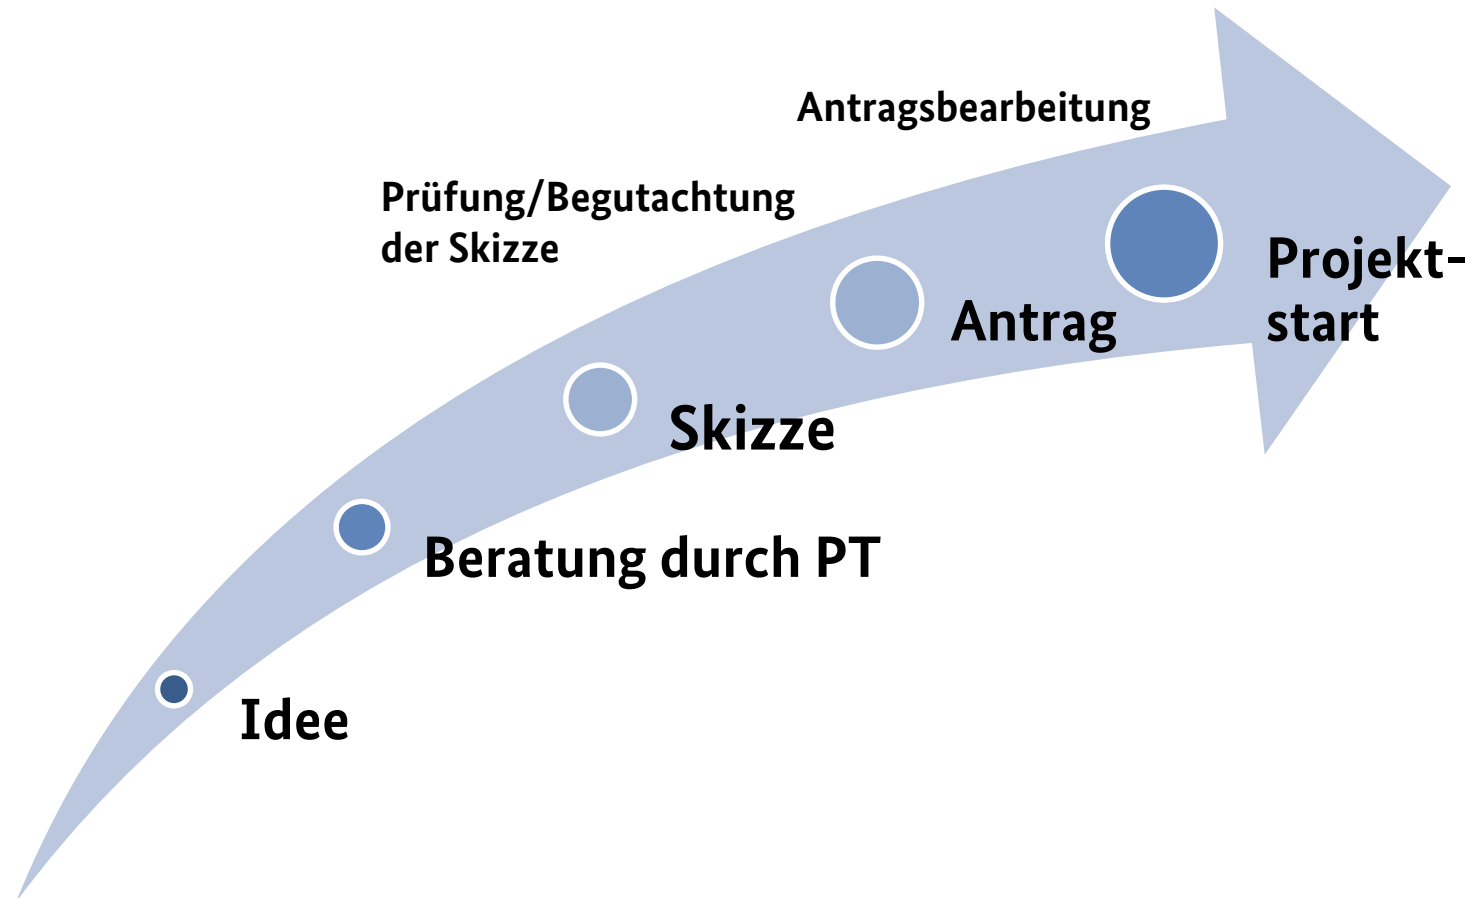 Antragsbearbeitung
Prüfung/Begutachtung
der Skizze
Projekt-
start
Antrag
Skizze
Beratung durch PT
Idee